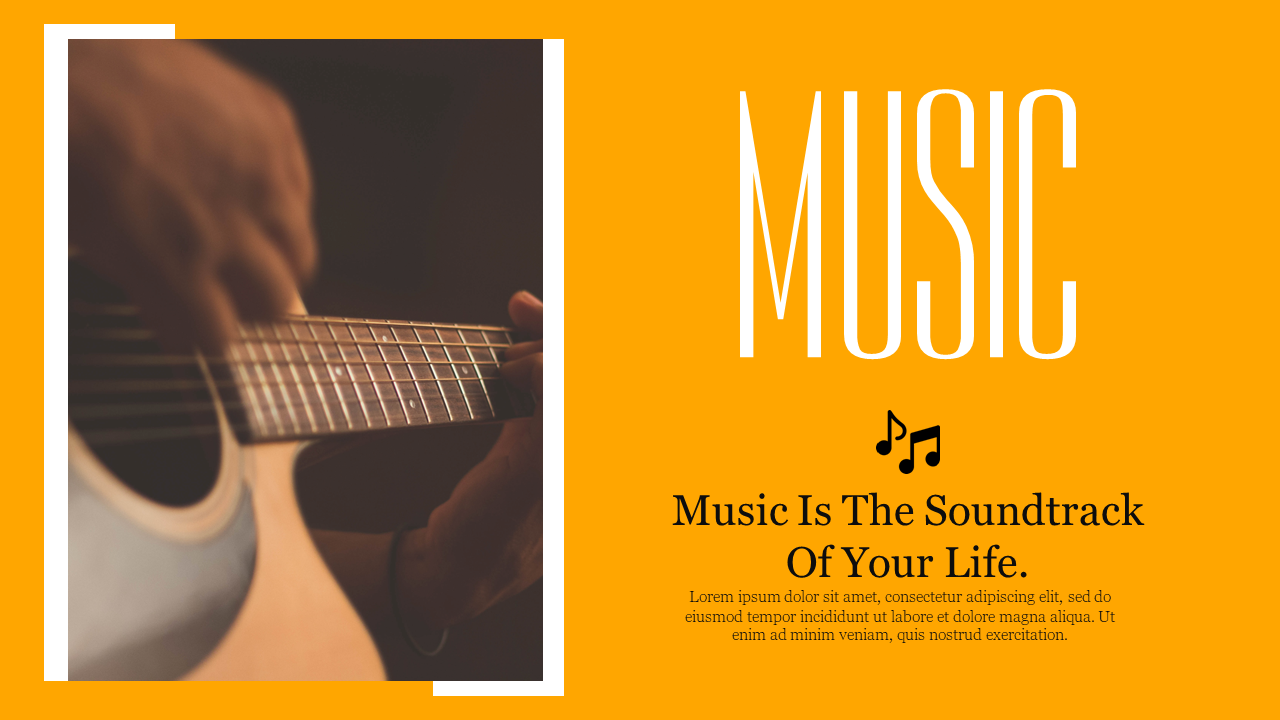 MUSIC
Music Is The Soundtrack
Of Your Life.
Lorem ipsum dolor sit amet, consectetur adipiscing elit, sed do
eiusmod tempor incididunt ut labore et dolore magna aliqua. Ut
enim ad minim veniam, quis nostrud exercitation.